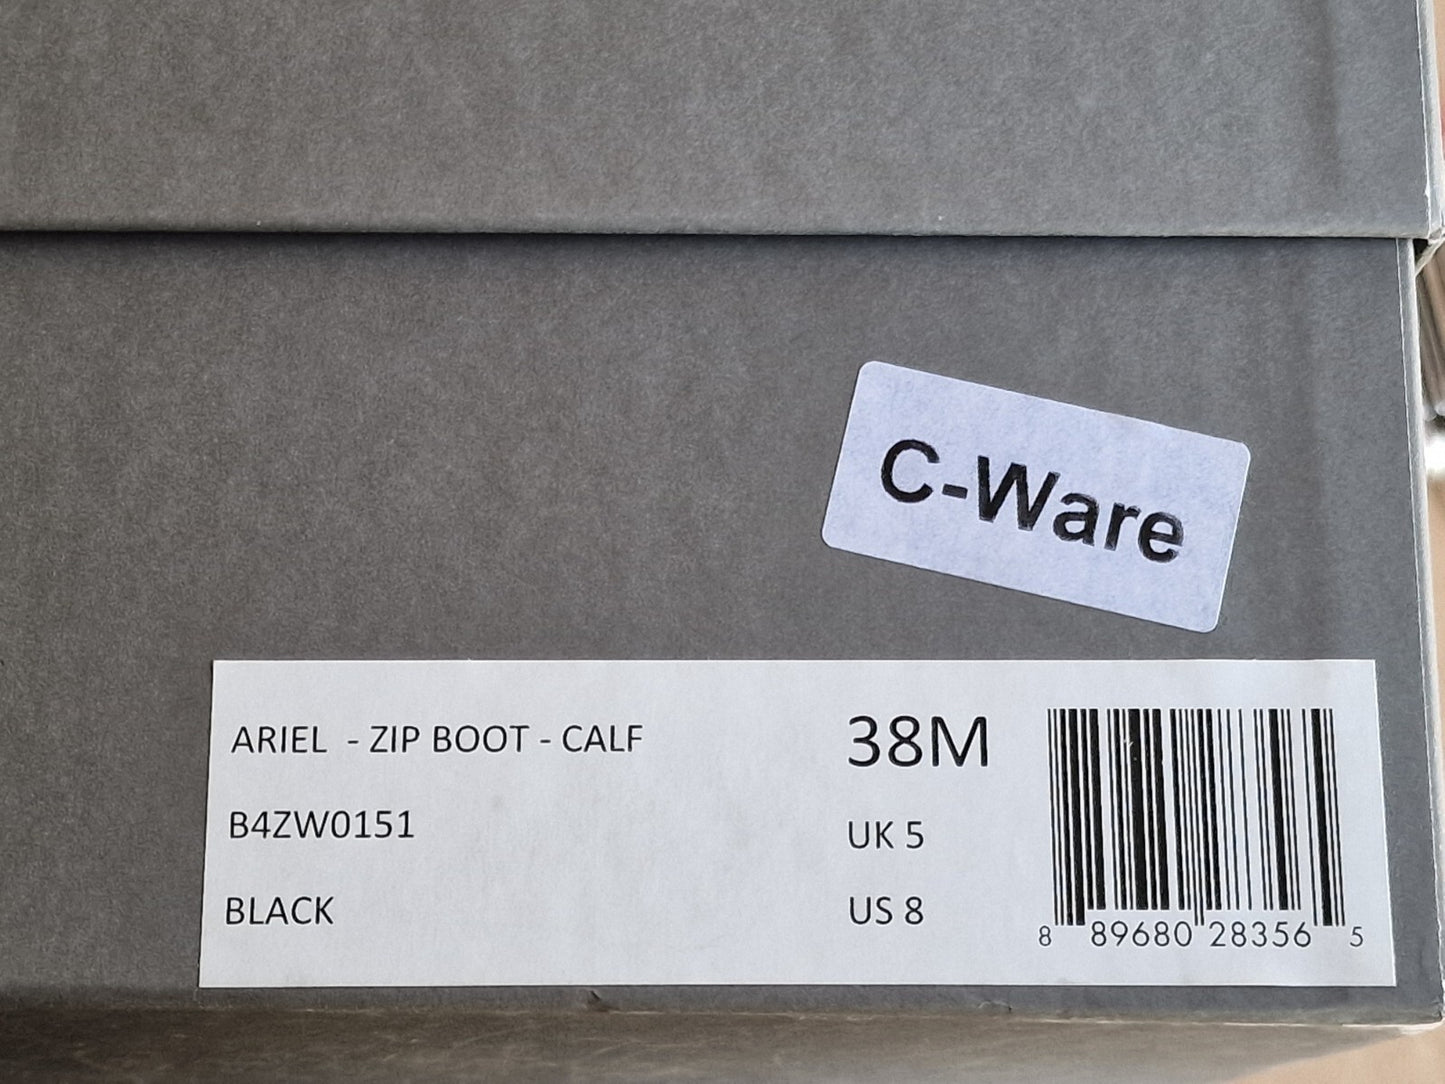 C-Ware
ARIEL - ZIP BOOT - CALF
38M
B4ZW0151
UK 5
BLACK
US 8
8 89680 28356 5